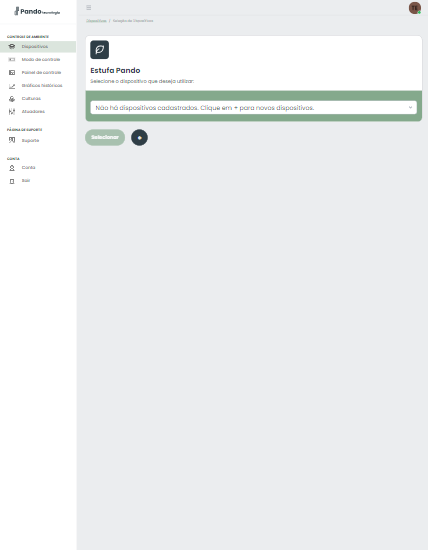 Pando tecnologia
CONTROLE DE AMBIENTE
Dispositivos
Modo de controle
Painel de controle
Gráficos históricos
Culturas
Atuadores
PÁGINA DE SUPORTE
Suporte
CONTA
Conta
Sair
Dispositivos / Seleção de Dispositivos
Estufa Pando
Selecione o dispositivo que deseja utilizar:
Não há dispositivos cadastrados. Clique em + para novos dispositivos.
Selecionar
+